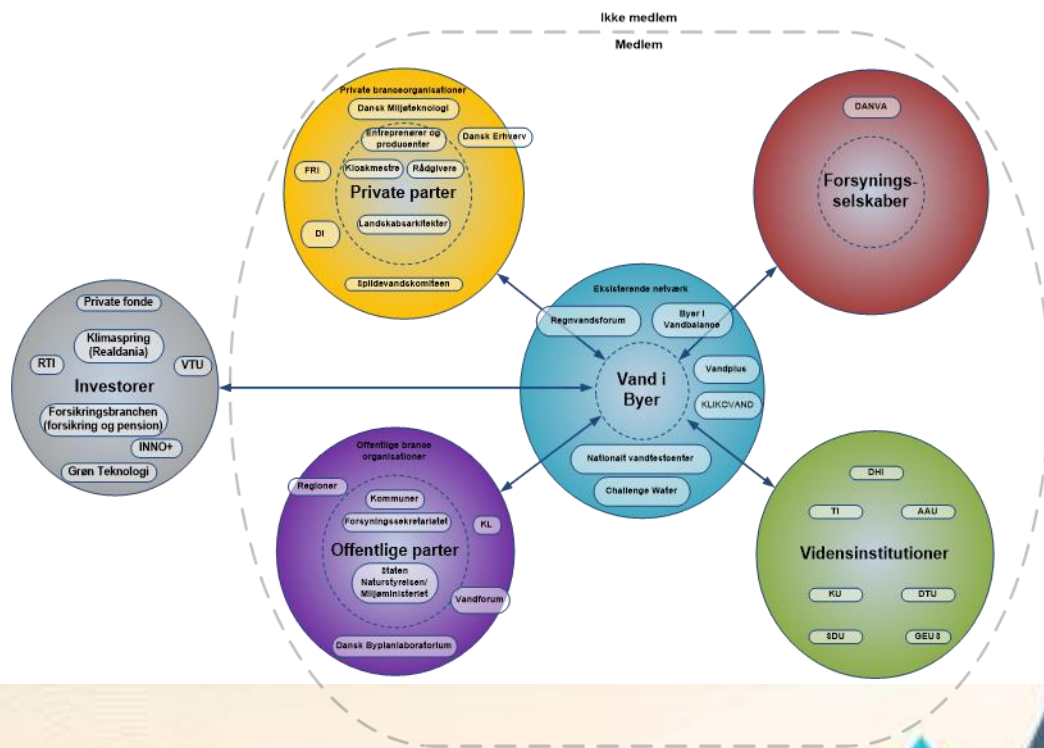 Ikke medlem
Medlem
Private brancheorganisationer
Dansk Miljøteknologi
Entreprenører og
producenter
Dansk Erhverv
FRI
Kloakmestre
Rådgivere
Private parter
DI
Landskabsarkitekter
Spildevandskomiteen
DANVA
Forsynings-
selskaber
Eksisterende netværk
Regnvandsforum
Byer i
Vandbalance
Vand i
Byer
Vandplus
KLIKOVAND
Nationalt vandtestcenter
Challenge Water
Private fonde
Klimaspring
(Realdania)
RTI
VTU
Investorer
Forsikringsbranchen
(forsikring og pension)
INNO+
Grøn Teknologi
Offentlige branse
organisationer
Regioner
Kommuner
Forsyningssekretariatet
KL
Offentlige parter
Staten
Naturstyrelsen/
Miljøministeriet
Vandforum
Dansk Byplanlaboratorium
DHI
TI
AAU
Vidensinstitutioner
KU
DTU
SDU
GEUS